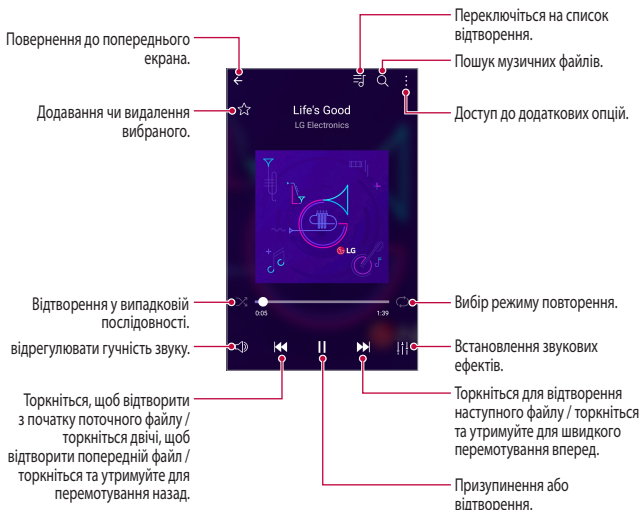 Повернення до попереднього
екрана.
Додавання чи видалення
вибраного.
Відтворення у випадковій
послідовності.
відрегулювати гучність звуку.
Торкніться, щоб відтворити
з початку поточного файлу /
торкніться двічі, щоб
відтворити попередній файл /
торкніться та утримуйте для
перемотування назад.
Life's Good
LG Electronics
LG
0:05
1:39
Переключіться на список
відтворення.
Пошук музичних файлів.
Доступ до додаткових опцій.
Вибір режиму повторення.
Встановлення звукових
ефектів.
Торкніться для відтворення
наступного файлу / торкніться
та утримуйте для швидкого
перемотування вперед.
Призупинення або
відтворення.